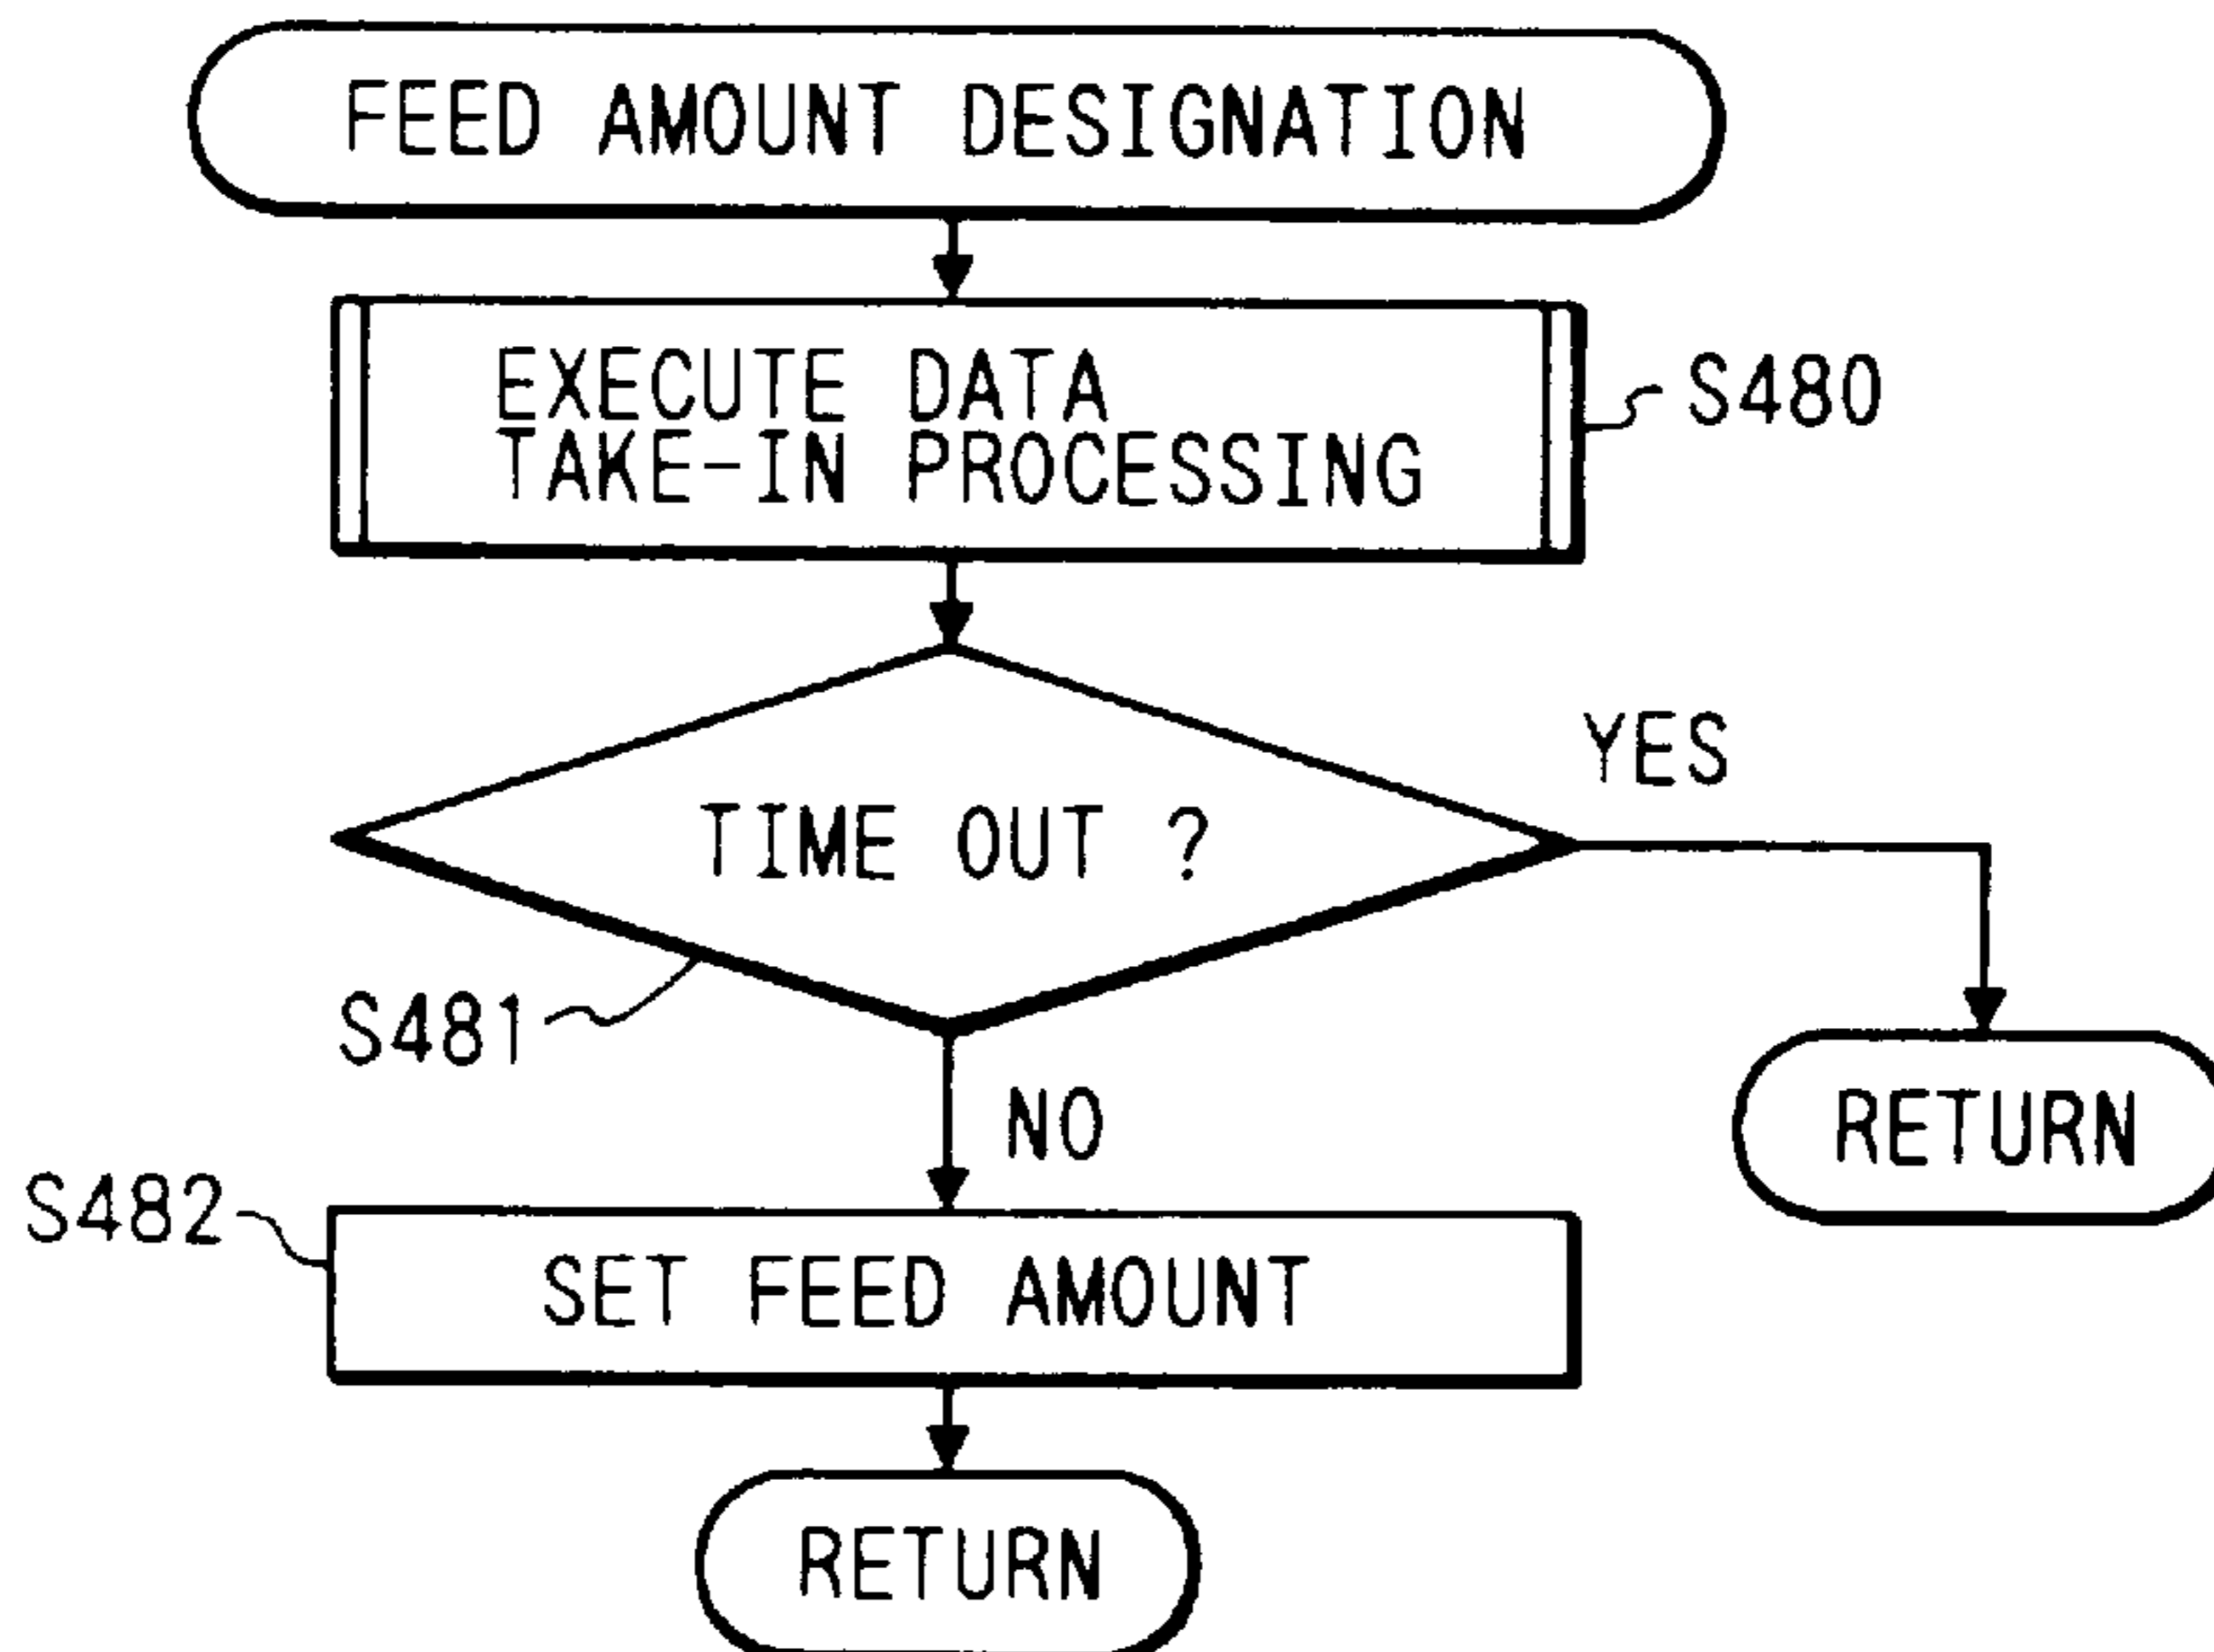 FEED AMOUNT DESIGNATION
EXECUTE DATA
TAKE-IN PROCESSING
S480
YES
TIME OUT ?
S481
NO
RETURN
S482
SET FEED AMOUNT
RETURN